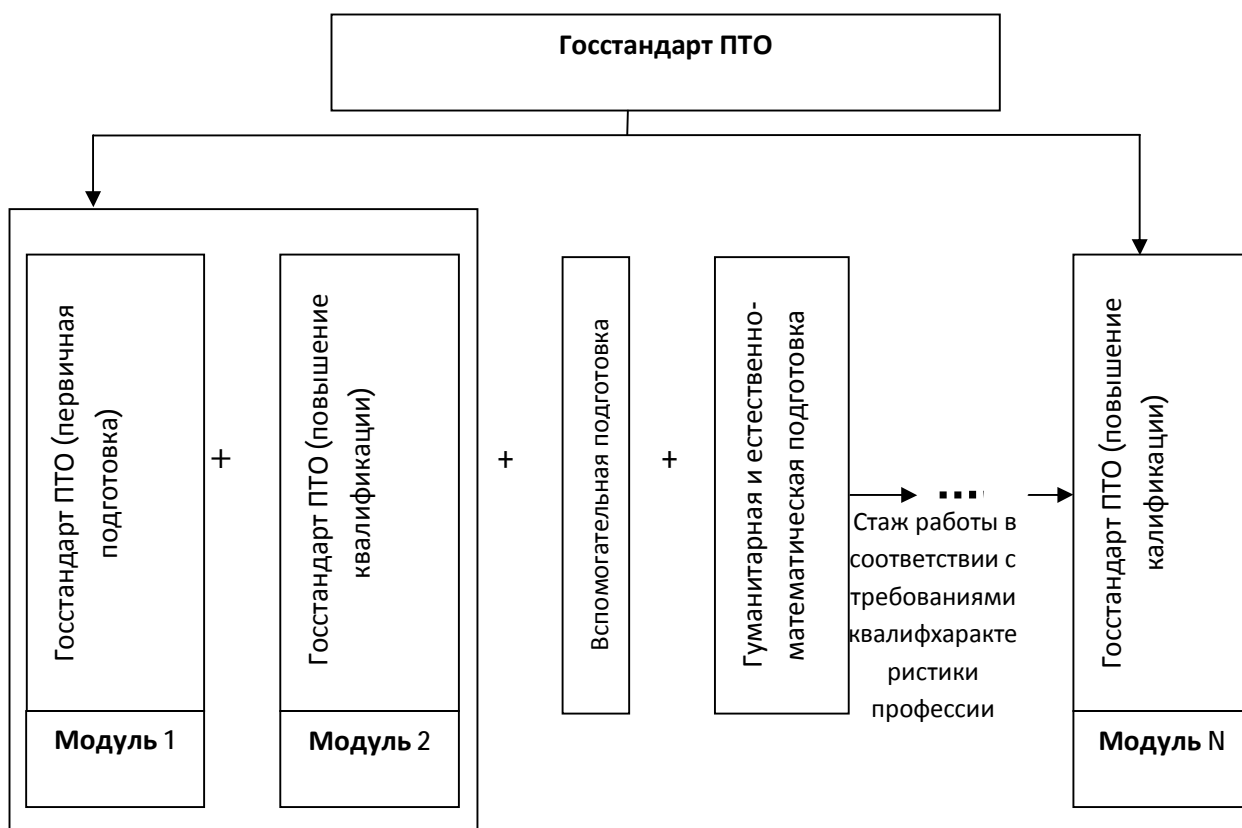 Госстандарт ПТО
Госстандарт ПТО (первичная
подготовка)
Модуль 1
+
Госстандарт ПТО (повышение
квалификации)
Модуль 2
+
Вспомогательная подготовка
+
Гуманитарная и естественно-
математическая подготовка
Стаж работы в
соответствии с
требованиями
квалифхаракте
ристики
профессии
Госстандарт ПТО (повышение
калификации)
Модуль N